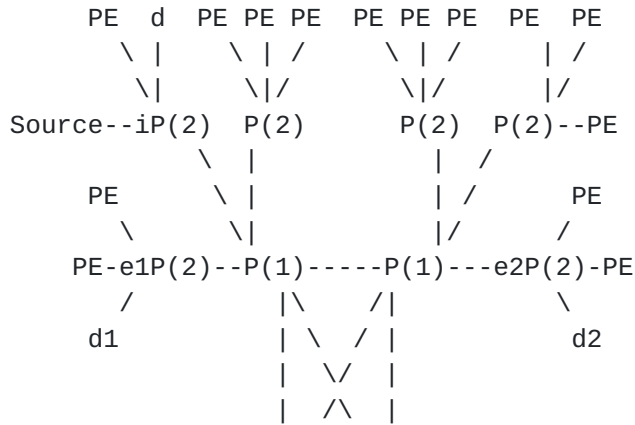 PE  d  PE PE PE  PE PE PE  PE  PE
\ |    \ | /    \ | /     | /
\|     \|/       \|/      |/
Source--iP(2)  P(2)      P(2)  P(2)--PE
\  |           |  /
PE      \ |           | /      PE
\      \|            |/      /
PE-e1P(2)--P(1)-----P(1)---e2P(2)-PE
/         |\    /|          \
d1          | \  / |           d2
|  \/  |
|  /\  |